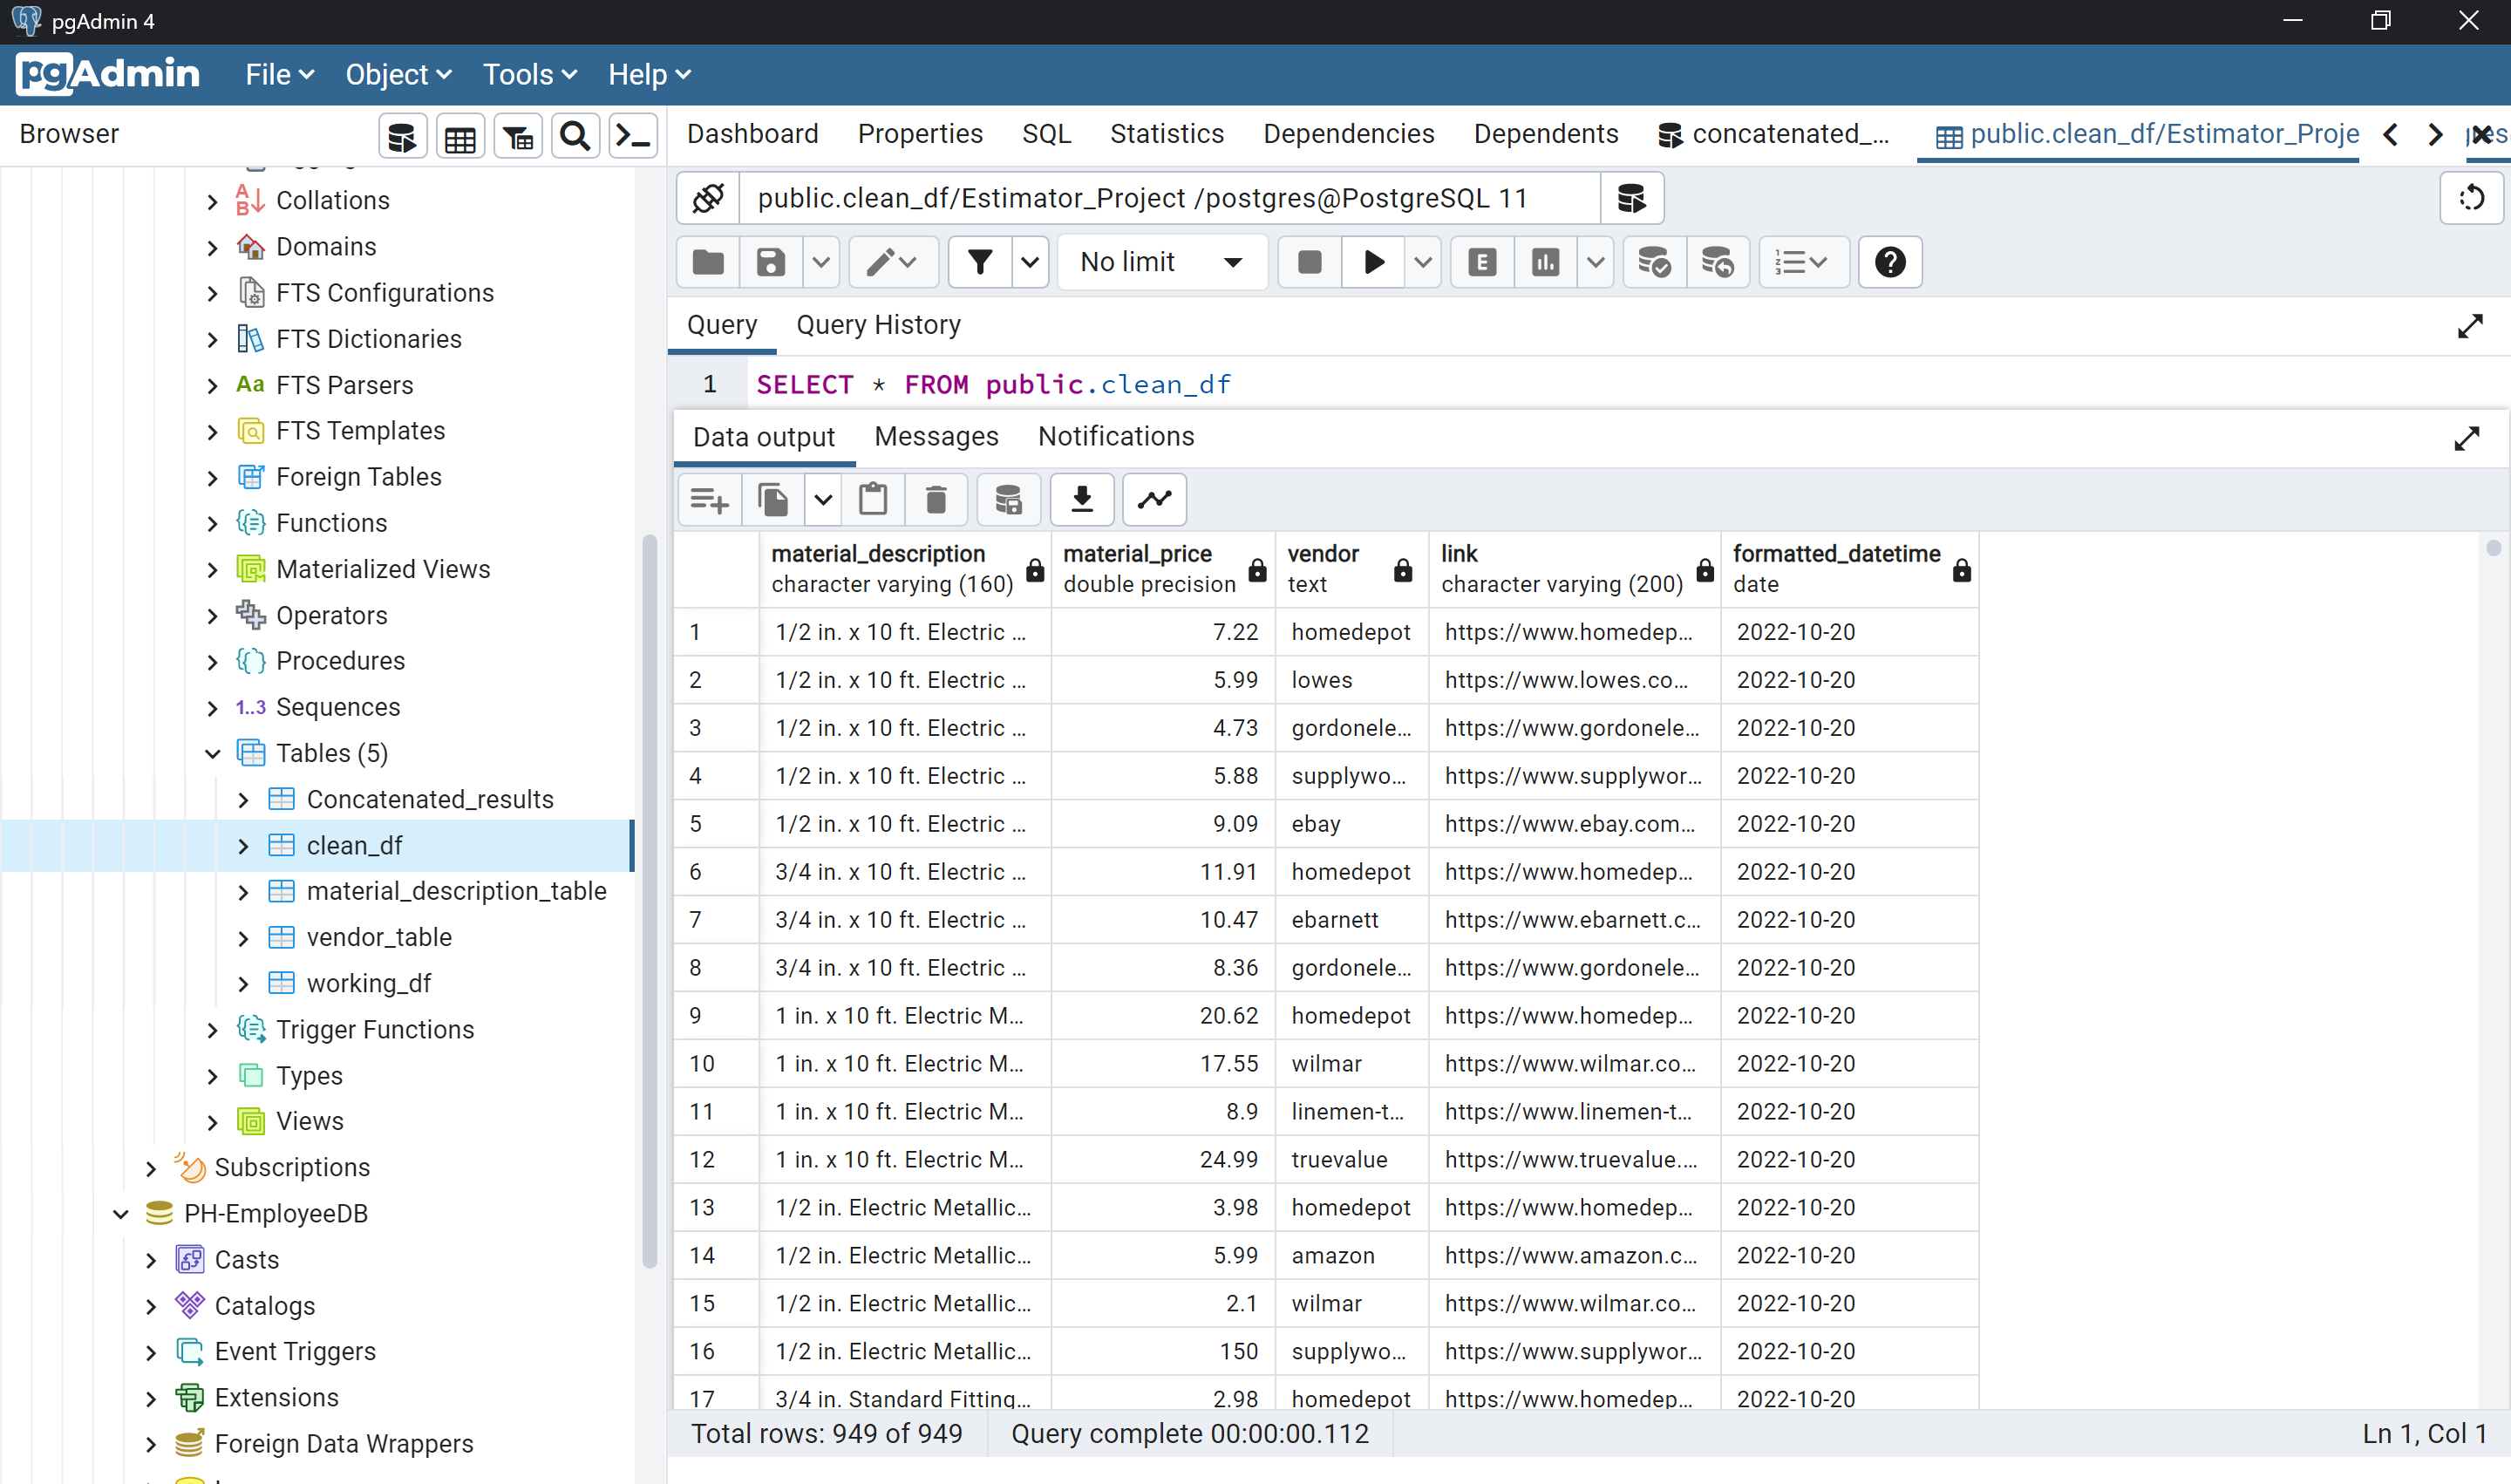 pgAdmin 4
pgAdmin File Object Tools Help
Browser
Dashboard Properties SQL Statistics Dependencies Dependents concatenated_... public.clean_df/Estimator_Proje
public.clean_df/Estimator_Project /postgres@PostgreSQL 11
No limit
Query Query History
1 SELECT * FROM public.clean_df
Data output Messages Notifications
Collations
Domains
FTS Configurations
FTS Dictionaries
Aa FTS Parsers
FTS Templates
Foreign Tables
Functions
Materialized Views
Operators
Procedures
1..3 Sequences
Tables (5)
Concatenated_results
clean_df
material_description_table
vendor_table
working_df
Trigger Functions
Types
Views
Subscriptions
PH-EmployeeDB
Casts
Catalogs
Event Triggers
Extensions
Foreign Data Wrappers
material_description material_price vendor link formatted_datetime
character varying (160) double precision text character varying (200) date
1 1/2 in. x 10 ft. Electric ... 7.22 homedepot https://www.homedep... 2022-10-20
2 1/2 in. x 10 ft. Electric ... 5.99 lowes https://www.lowes.co... 2022-10-20
3 1/2 in. x 10 ft. Electric ... 4.73 gordonele... https://www.gordonele... 2022-10-20
4 1/2 in. x 10 ft. Electric ... 5.88 supplywo... https://www.supplywor... 2022-10-20
5 1/2 in. x 10 ft. Electric ... 9.09 ebay https://www.ebay.com... 2022-10-20
6 3/4 in. x 10 ft. Electric ... 11.91 homedepot https://www.homedep... 2022-10-20
7 3/4 in. x 10 ft. Electric ... 10.47 ebarnett https://www.ebarnett.c... 2022-10-20
8 3/4 in. x 10 ft. Electric ... 8.36 gordonele... https://www.gordonele... 2022-10-20
9 1 in. x 10 ft. Electric M... 20.62 homedepot https://www.homedep... 2022-10-20
10 1 in. x 10 ft. Electric M... 17.55 wilmar https://www.wilmar.co... 2022-10-20
11 1 in. x 10 ft. Electric M... 8.9 linemen-t... https://www.linemen-t... 2022-10-20
12 1 in. x 10 ft. Electric M... 24.99 truevalue https://www.truevalue.... 2022-10-20
13 1/2 in. Electric Metallic... 3.98 homedepot https://www.homedep... 2022-10-20
14 1/2 in. Electric Metallic... 5.99 amazon https://www.amazon.c... 2022-10-20
15 1/2 in. Electric Metallic... 2.1 wilmar https://www.wilmar.co... 2022-10-20
16 1/2 in. Electric Metallic... 150 supplywo... https://www.supplywor... 2022-10-20
17 3/4 in. Standard Fitting... 2.98 homedepot https://www.homedep... 2022-10-20
Total rows: 949 of 949 Query complete 00:00:00.112 Ln 1, Col 1